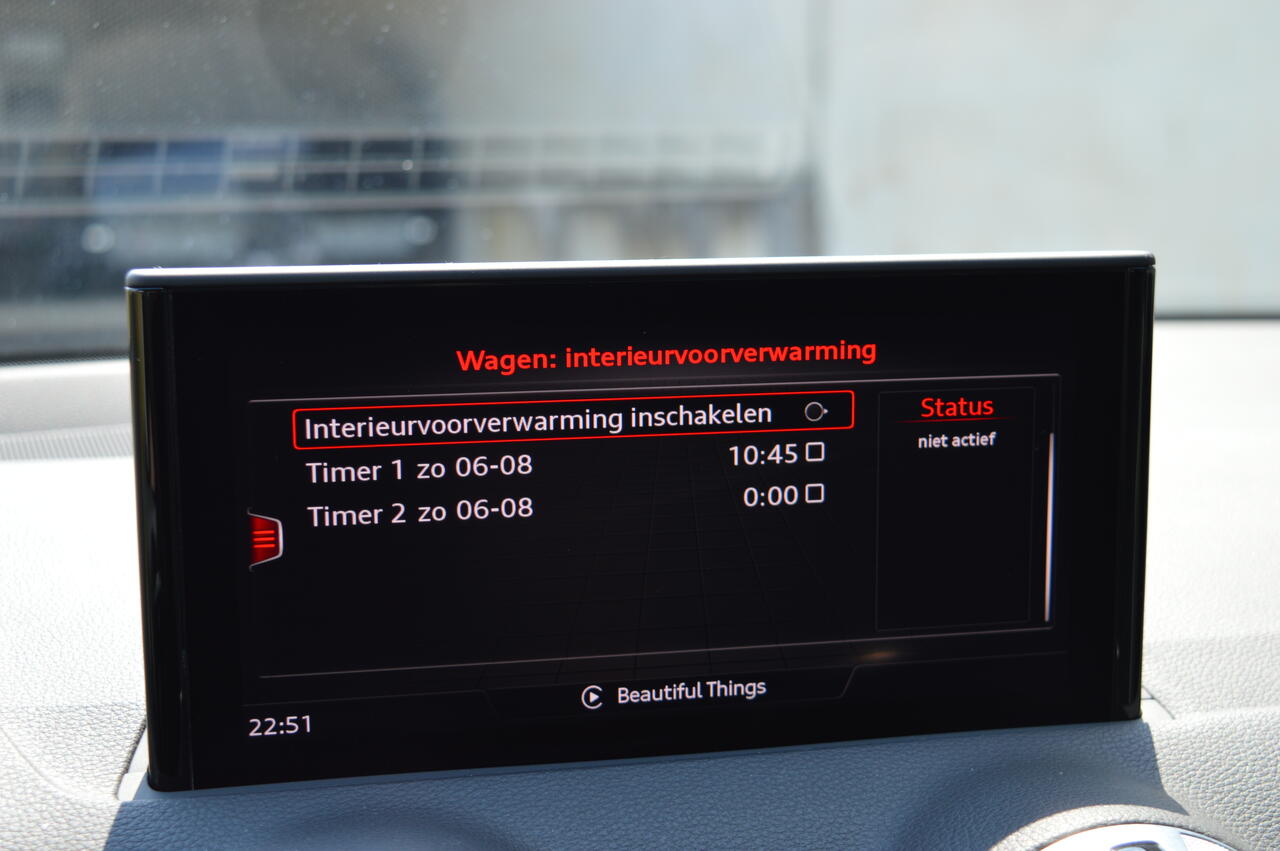 Wagen: interieurvoorverwarming
Interieurvoorverwarming inschakelen
Timer 1 zo 06-08 10:45
Timer 2 zo 06-08 0:00
Status
niet actief
Beautiful Things
22:51